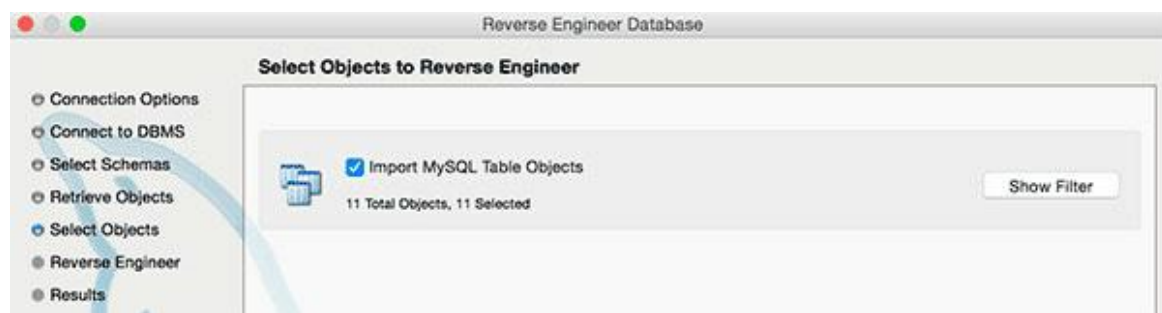 Reverse Engineer Database
Select Objects to Reverse Engineer
Connection Options
Connect to DBMS
Select Schemas
Retrieve Objects
Select Objects
Reverse Engineer
Results
Import MySQL Table Objects
11 Total Objects, 11 Selected
Show Filter